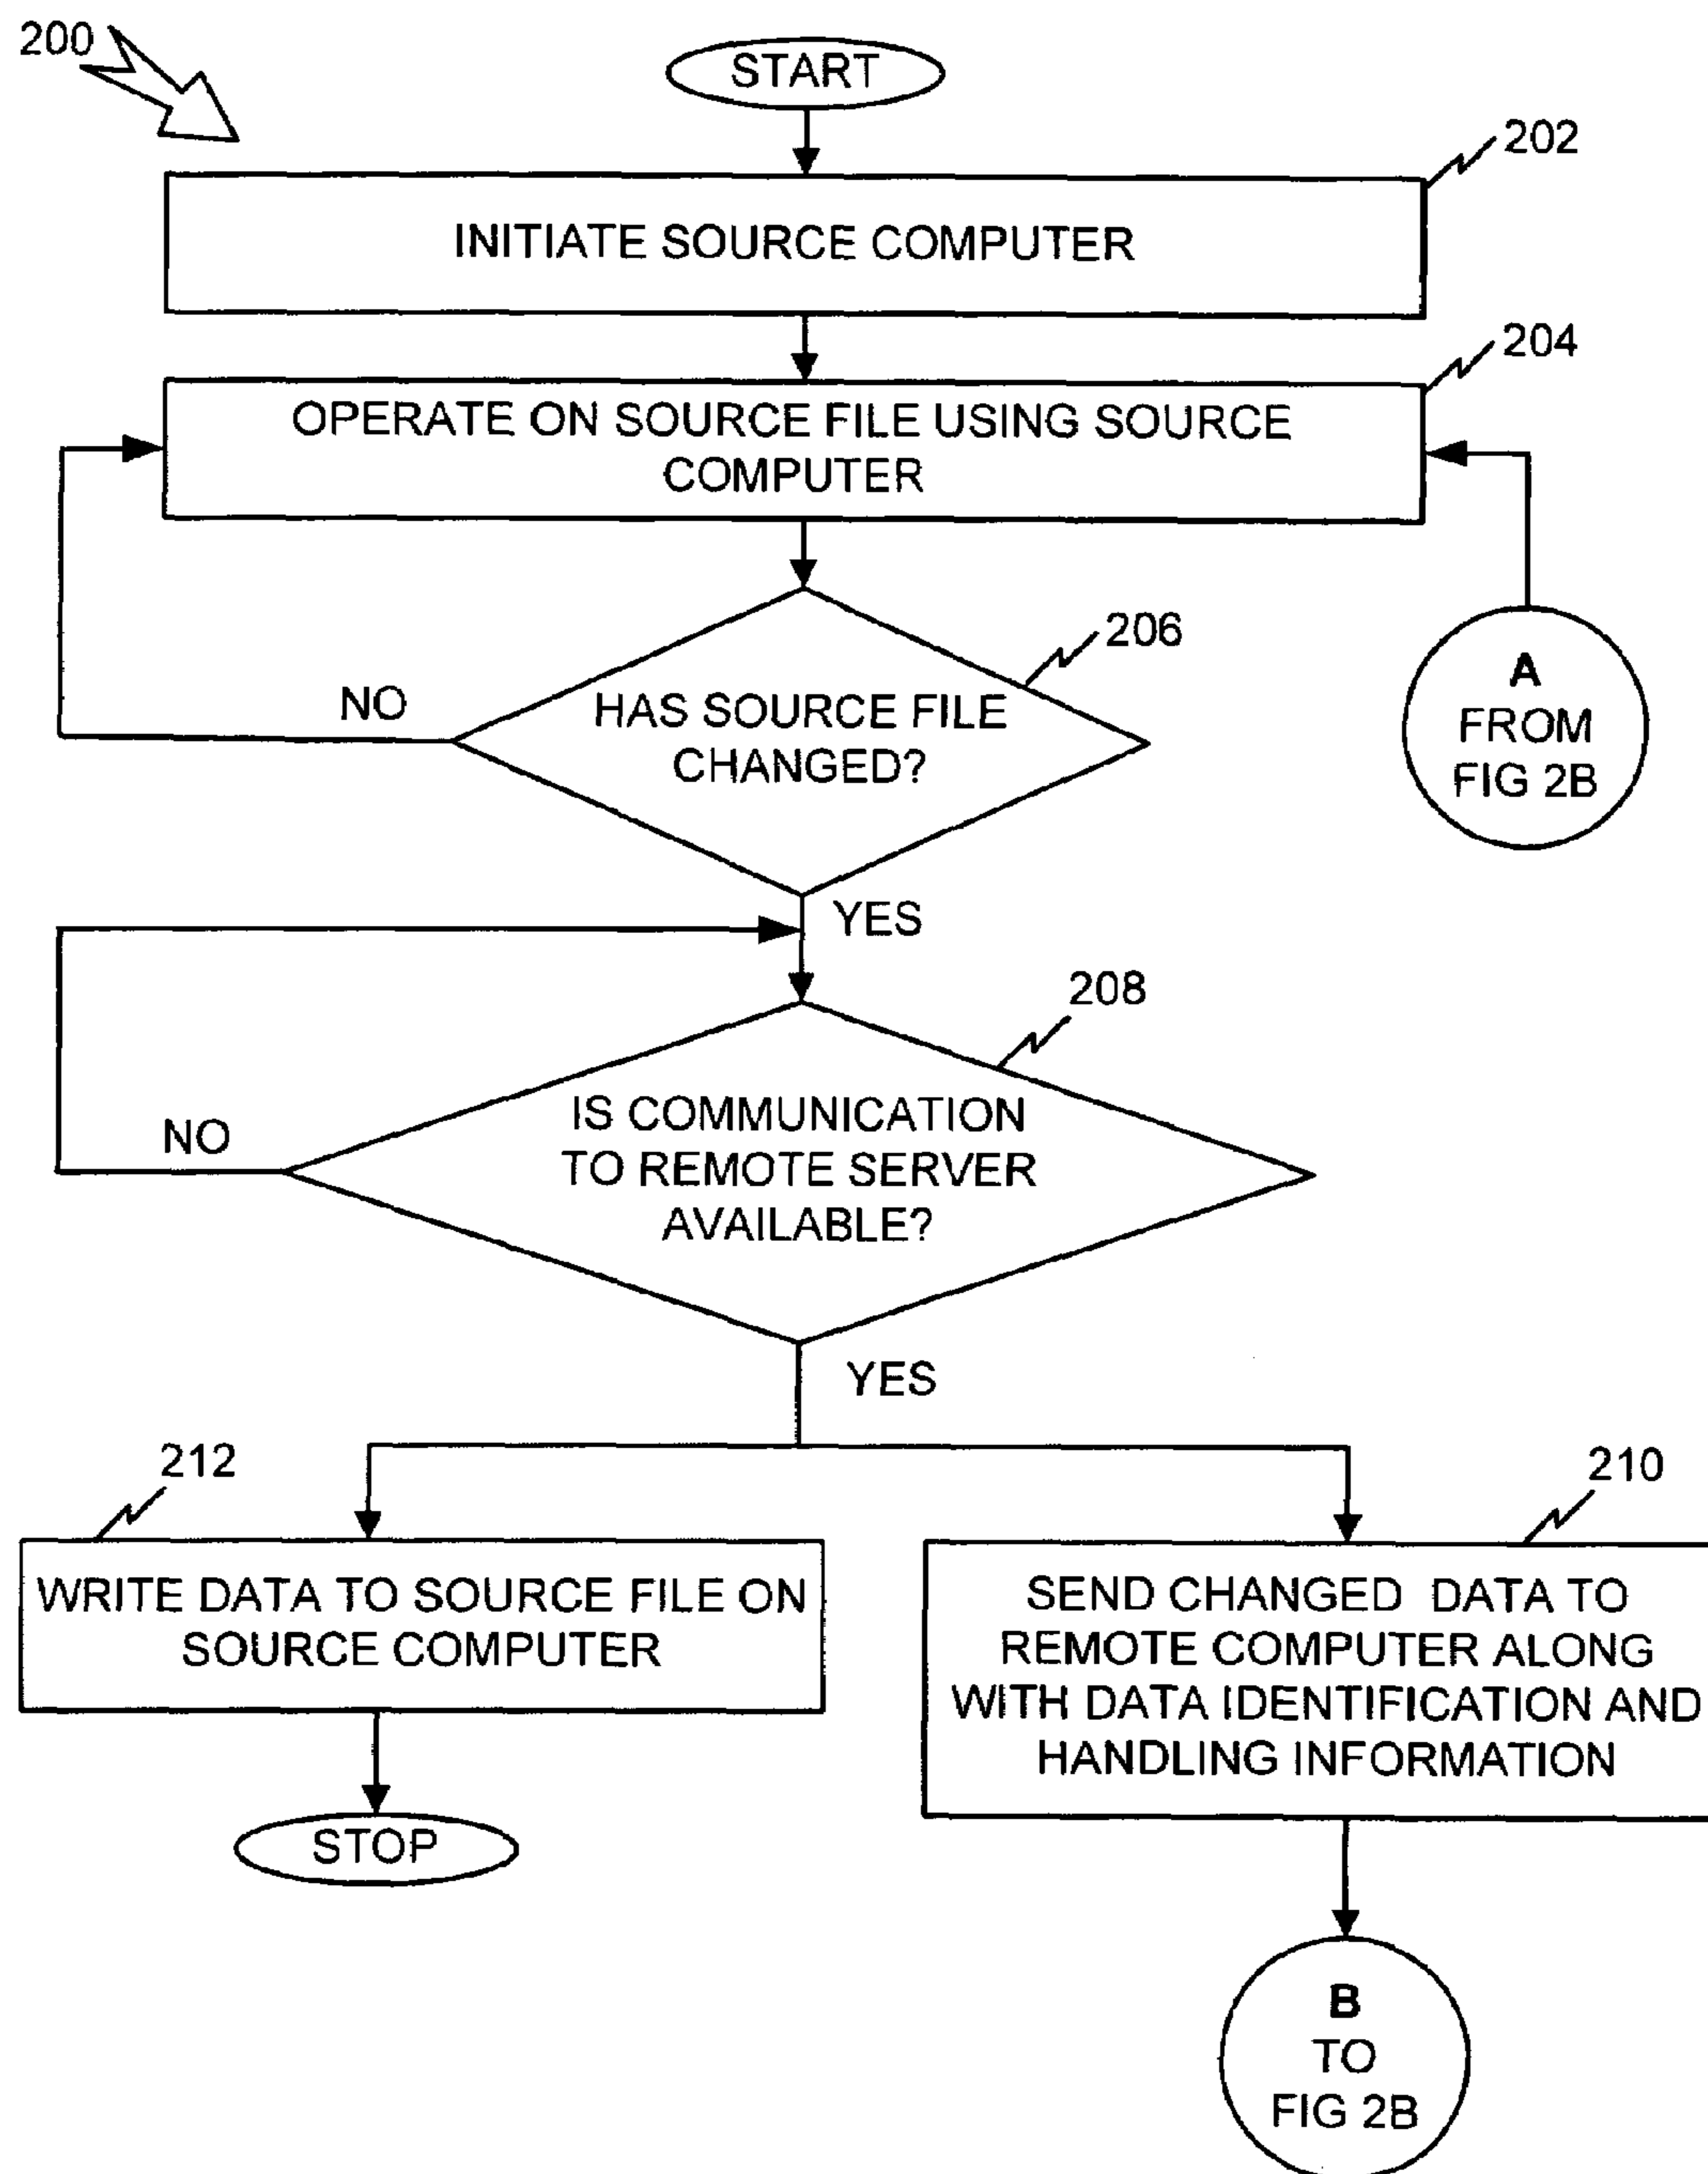 200
START
202
INITIATE SOURCE COMPUTER
204
OPERATE ON SOURCE FILE USING SOURCE
COMPUTER
206
HAS SOURCE FILE
CHANGED?
NO
A
FROM
FIG 2B
YES
208
IS COMMUNICATION
TO REMOTE SERVER
AVAILABLE?
NO
YES
212
WRITE DATA TO SOURCE FILE ON
SOURCE COMPUTER
STOP
210
SEND CHANGED DATA TO
REMOTE COMPUTER ALONG
WITH DATA IDENTIFICATION AND
HANDLING INFORMATION
B
TO
FIG 2B